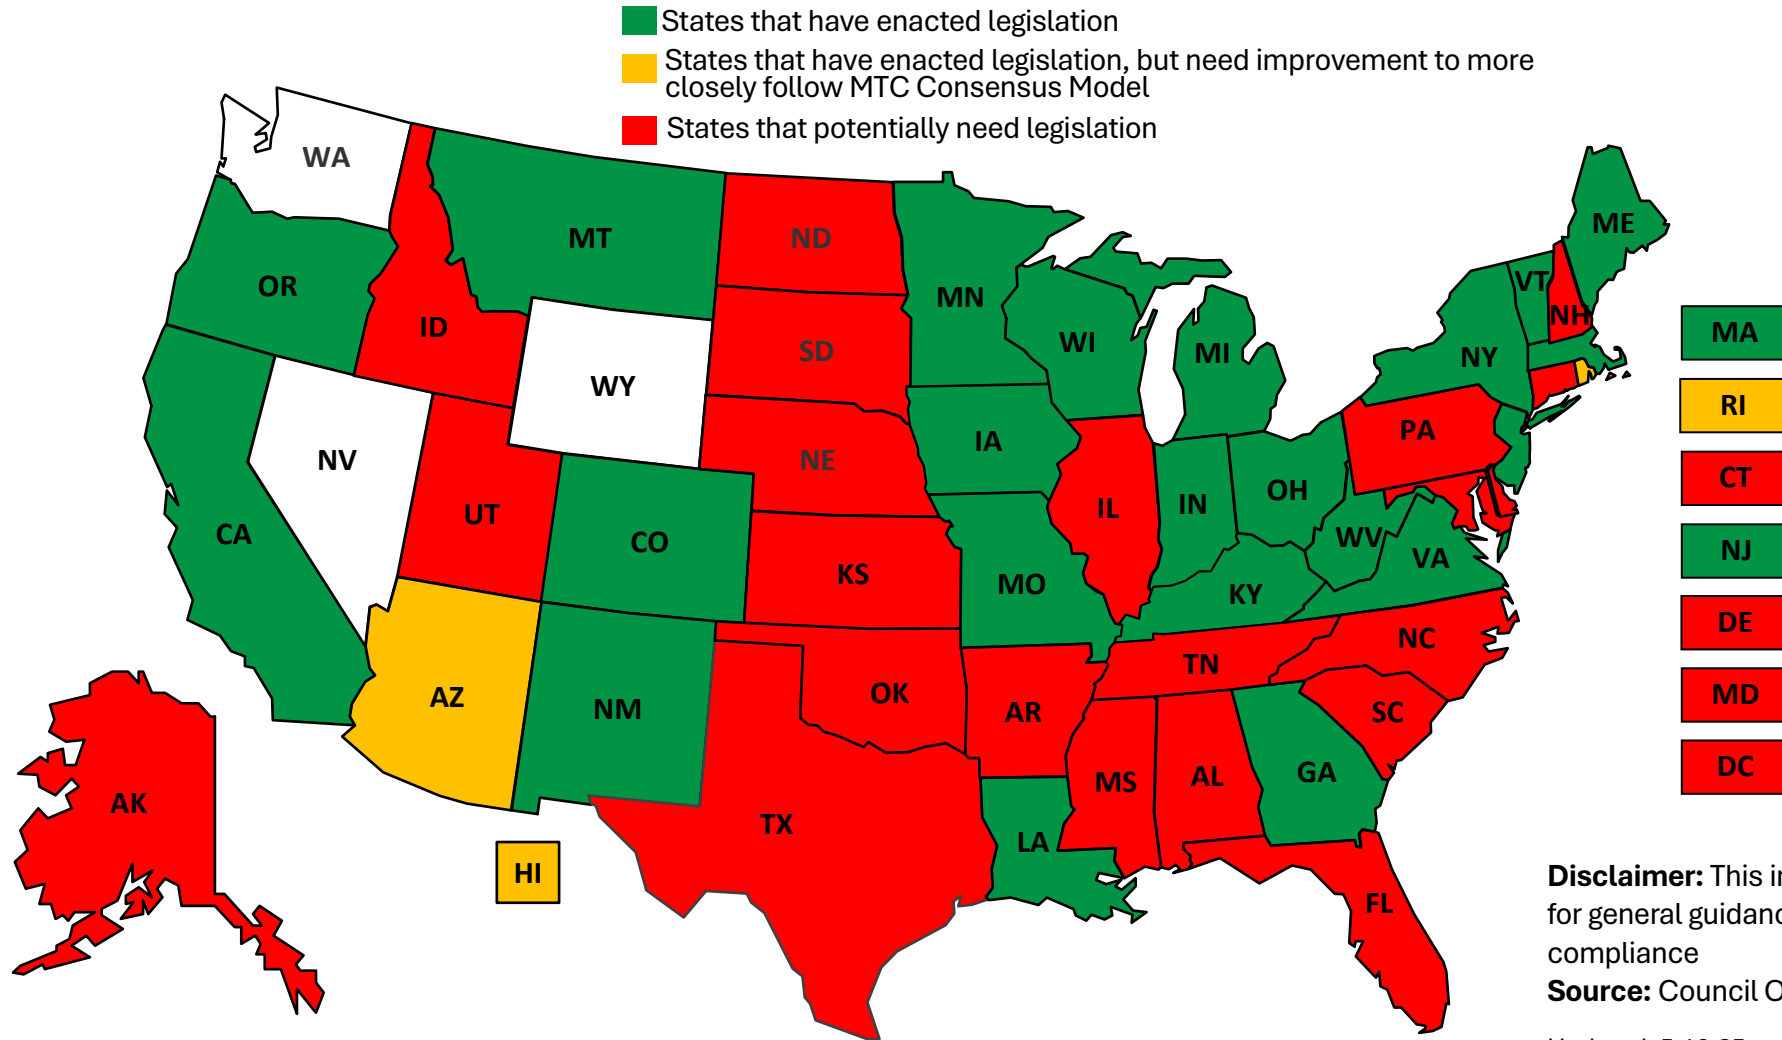 States that have enacted legislation
States that have enacted legislation, but need improvement to more
closely follow MTC Consensus Model
States that potentially need legislation
WA
MT
ND
ME
OR
ID
MN
VT
NH
SD
WI
MI
NY
MA
WY
RI
NV
UT
NE
IA
PA
CT
CA
CO
KS
MO
IL
IN
OH
WV
VA
NJ
KY
DE
AZ
NM
OK
AR
TN
NC
MD
SC
AK
TX
LA
MS
AL
GA
DC
HI
FL
Disclaimer: This
for general
compliance
Source: Council